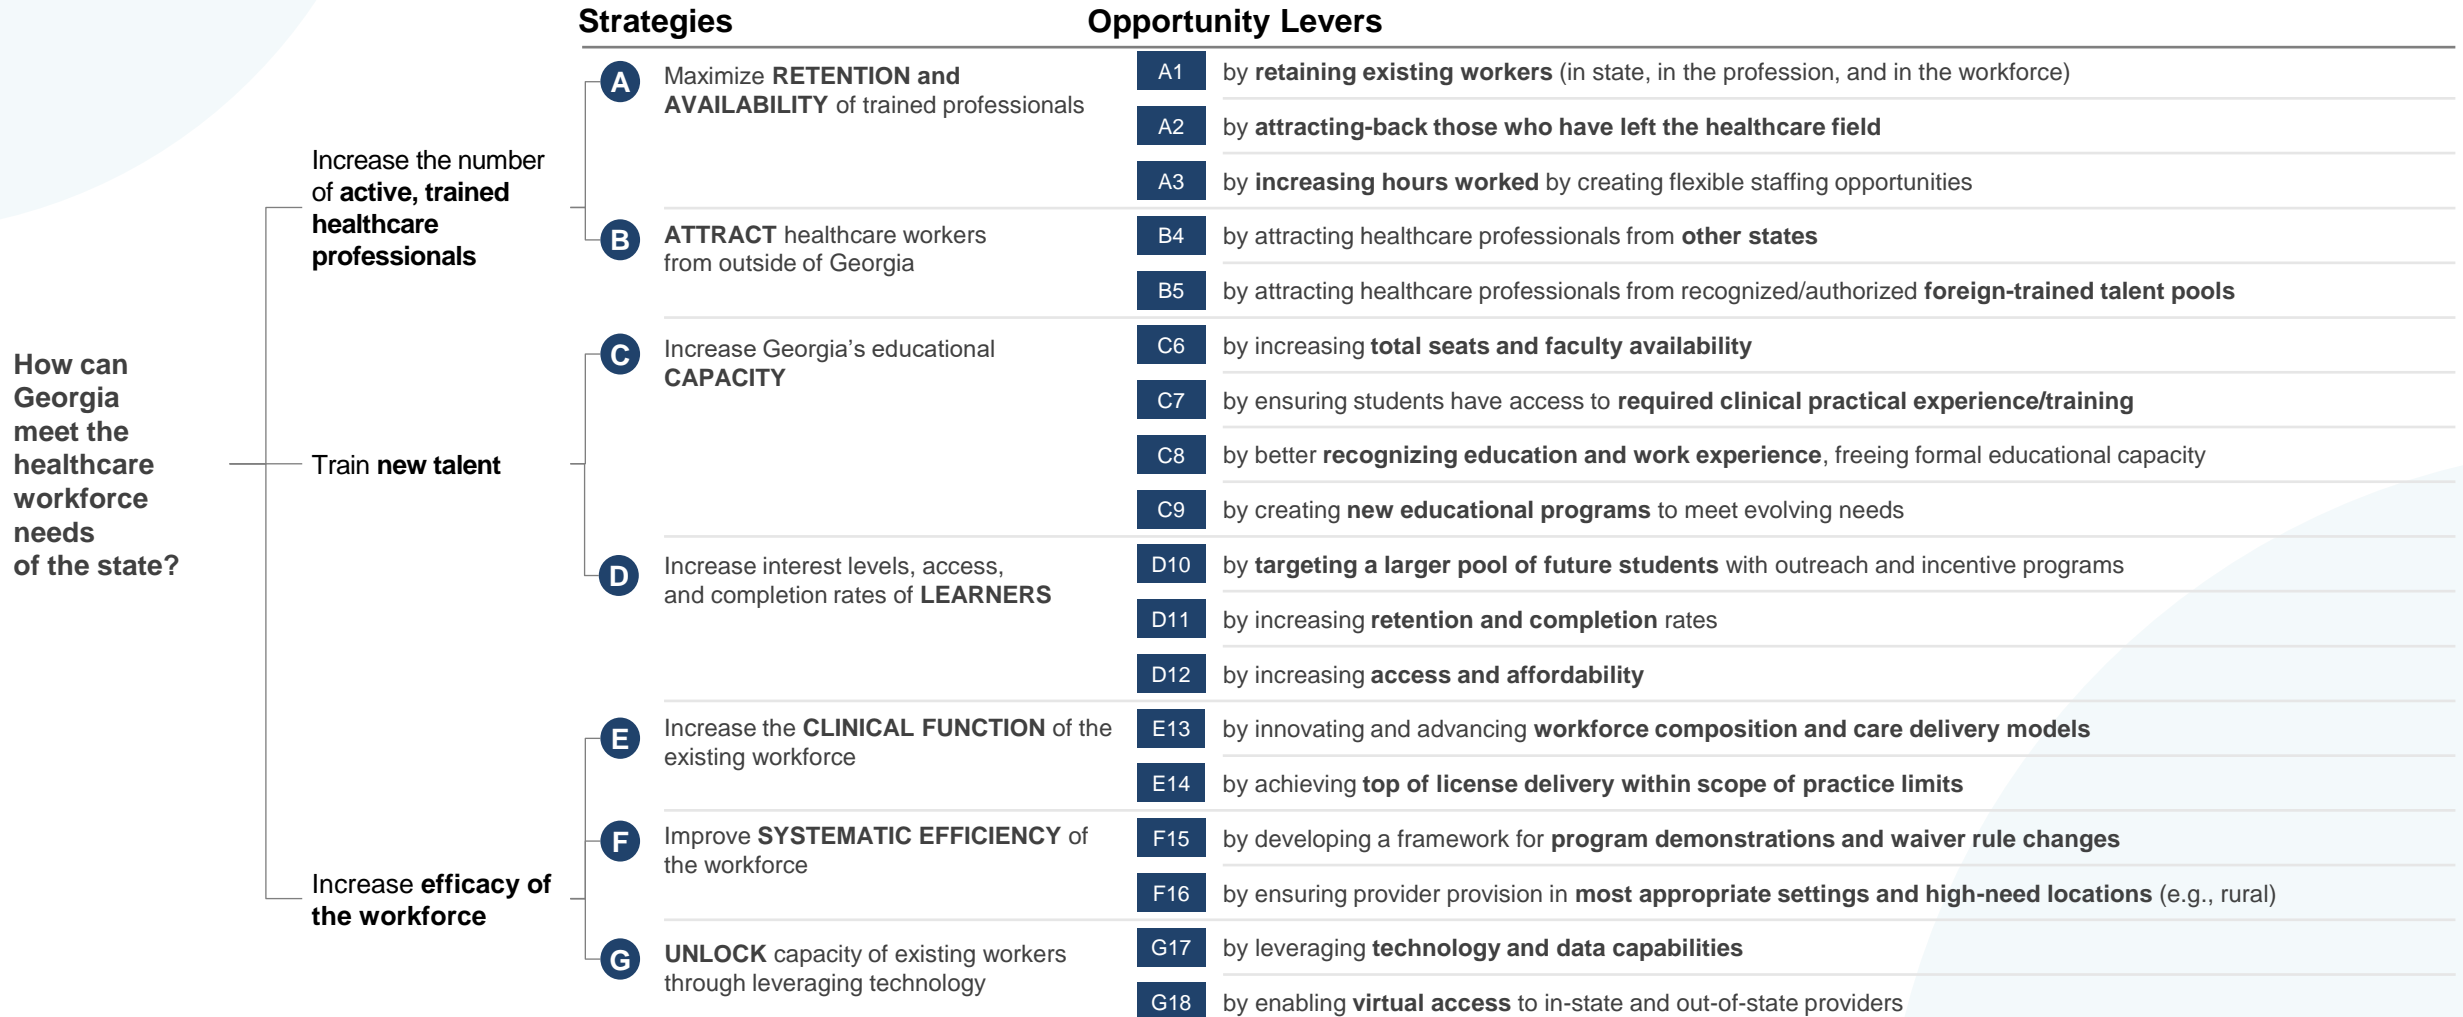 Strategies
Opportunity Levers
How can
Georgia
meet the
healthcare
workforce
needs
of the state?
Increase the number
of active, trained
healthcare
professionals
A
Maximize RETENTION and
AVAILABILITY of trained professionals
A1
by retaining existing workers (in state, in the profession, and in the workforce)
A2
by attracting-back those who have left the healthcare field
A3
by increasing hours worked by creating flexible staffing opportunities
B
ATTRACT healthcare workers
from outside of Georgia
B4
by attracting healthcare professionals from other states
B5
by attracting healthcare professionals from recognized/authorized foreign-trained talent pools
Train new talent
C
Increase Georgia’s educational
CAPACITY
C6
by increasing total seats and faculty availability
C7
by ensuring students have access to required clinical practical experience/training
C8
by better recognizing education and work experience, freeing formal educational capacity
C9
by creating new educational programs to meet evolving needs
D
Increase interest levels, access,
and completion rates of LEARNERS
D10
by targeting a larger pool of future students with outreach and incentive programs
D11
by increasing retention and completion rates
D12
by increasing access and affordability
Increase efficacy of
the workforce
E
Increase the CLINICAL FUNCTION of the
existing workforce
E13
by innovating and advancing workforce composition and care delivery models
E14
by achieving top of license delivery within scope of practice limits
F
Improve SYSTEMATIC EFFICIENCY of
the workforce
F15
by developing a framework for program demonstrations and waiver rule changes
F16
by ensuring provider provision in most appropriate settings and high-need locations (e.g., rural)
G
UNLOCK capacity of existing workers
through leveraging technology
G17
by leveraging technology and data capabilities
G18
by enabling virtual access to in-state and out-of-state providers